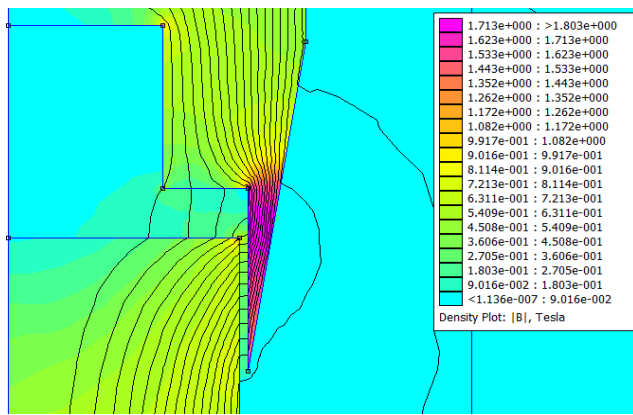 1.713e+000 : >1.803e+000
1.623e+000 : 1.713e+000
1.533e+000 : 1.623e+000
1.443e+000 : 1.533e+000
1.352e+000 : 1.443e+000
1.262e+000 : 1.352e+000
1.172e+000 : 1.262e+000
1.082e+000 : 1.172e+000
9.917e-001 : 1.082e+000
9.016e-001 : 9.917e-001
8.114e-001 : 9.016e-001
7.213e-001 : 8.114e-001
6.311e-001 : 7.213e-001
5.409e-001 : 6.311e-001
4.508e-001 : 5.409e-001
3.606e-001 : 4.508e-001
2.705e-001 : 3.606e-001
1.803e-001 : 2.705e-001
9.016e-002 : 1.803e-001
<1.136e-007 : 9.016e-002
Density Plot: |B|, Tesla